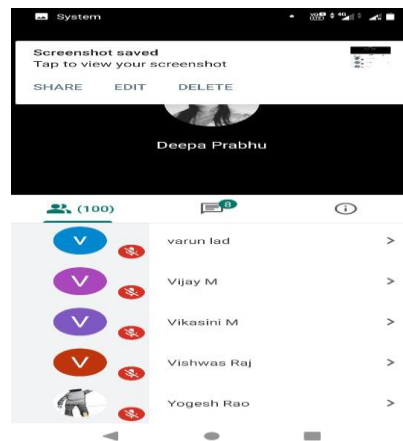 System
Screenshot saved
Tap to view your screenshot
SHARE EDIT DELETE
Deepa Prabhu
(100) 8
V varun lad
V Vijay M
V Vikasini M
V Vishwas Raj
Yogesh Rao